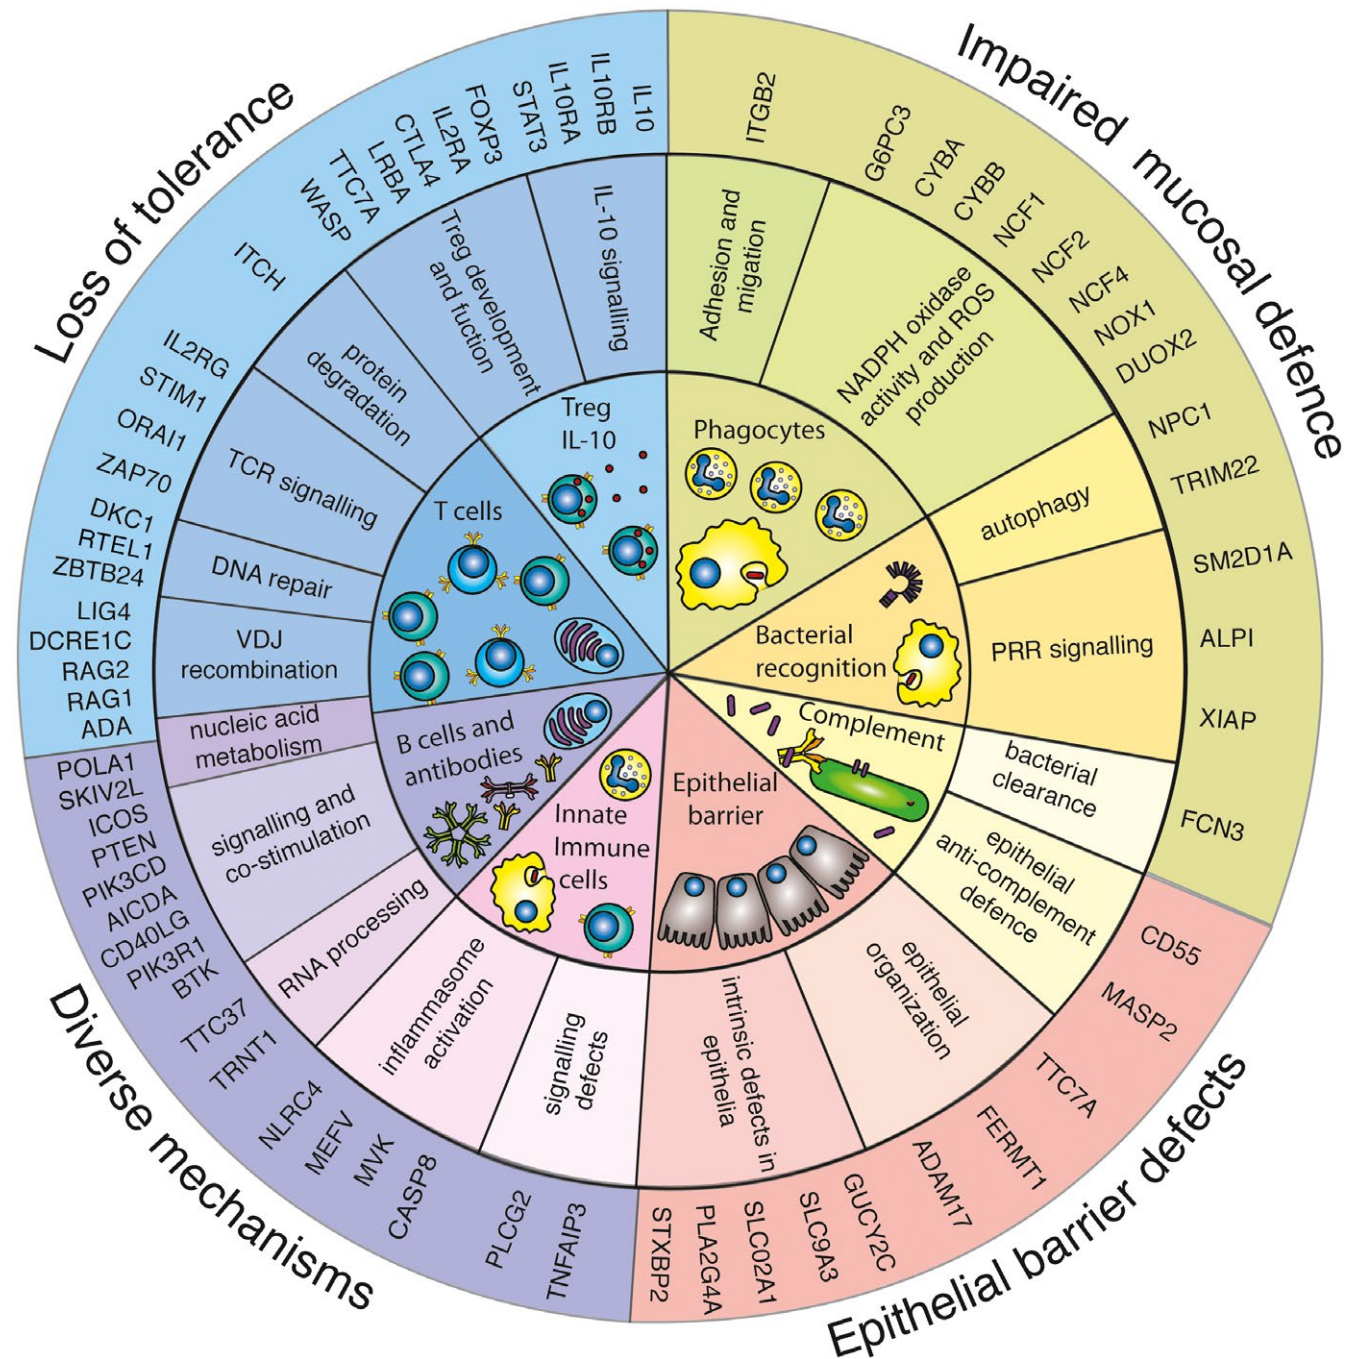 Loss of tolerance
Impaired mucosal defence
Epithelial barrier defects
Diverse mechanisms
ITGB2
G6PC3
CYBA
CYBB
NCF1
NCF2
NCF4
NOX1
DUOX2
NPC1
TRIM22
SM2D1A
ALPI
XIAP
FCN3
CD55
MASP2
TTC7A
FERMT1
ADAM17
GUCY2C
SLC9A3
SLC02A1
PLA2G4A
STXBP2
TNFAIP3
PLCG2
CASP8
MVK
MEFV
NLRC4
TRNT1
TTC37
BTK
PIK3R1
CD40LG
AICDA
PIK3CD
PTEN
ICOS
SKIV2L
POLA1
ADA
RAG1
RAG2
DCRE1C
LIG4
ZBTB24
RTEL1
DKC1
ZAP70
ORAI1
STIM1
IL2RG
ITCH
WASP
TTC7A
LRBA
CTLA4
IL2RA
FOXP3
STAT3
IL10RA
IL10RB
IL10
Adhesion and
migation
NADPH oxidase
activity and ROS
production
autophagy
PRR signalling
bacterial
clearance
epithelial
anti-complement
defence
epithelial
organization
intrinsic defects in
epithelia
signalling
defects
inflammasome
activation
RNA processing
signalling and
co-stimulation
nucleic acid
metabolism
VDJ
recombination
DNA repair
TCR signalling
protein
degradation
Treg development
and fuction
IL-10 signalling
Phagocytes
Bacterial
recognition
Complement
Epithelial
barrier
Innate
Immune
cells
B cells and
antibodies
T cells
Treg
IL-10